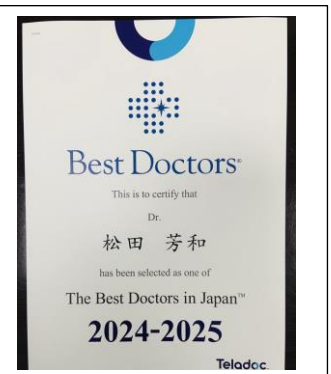 Best Doctors®
This is to certify that
Dr.
松田 芳和
has been selected as one of
The Best Doctors in Japan™
2024-2025
Teladoc.